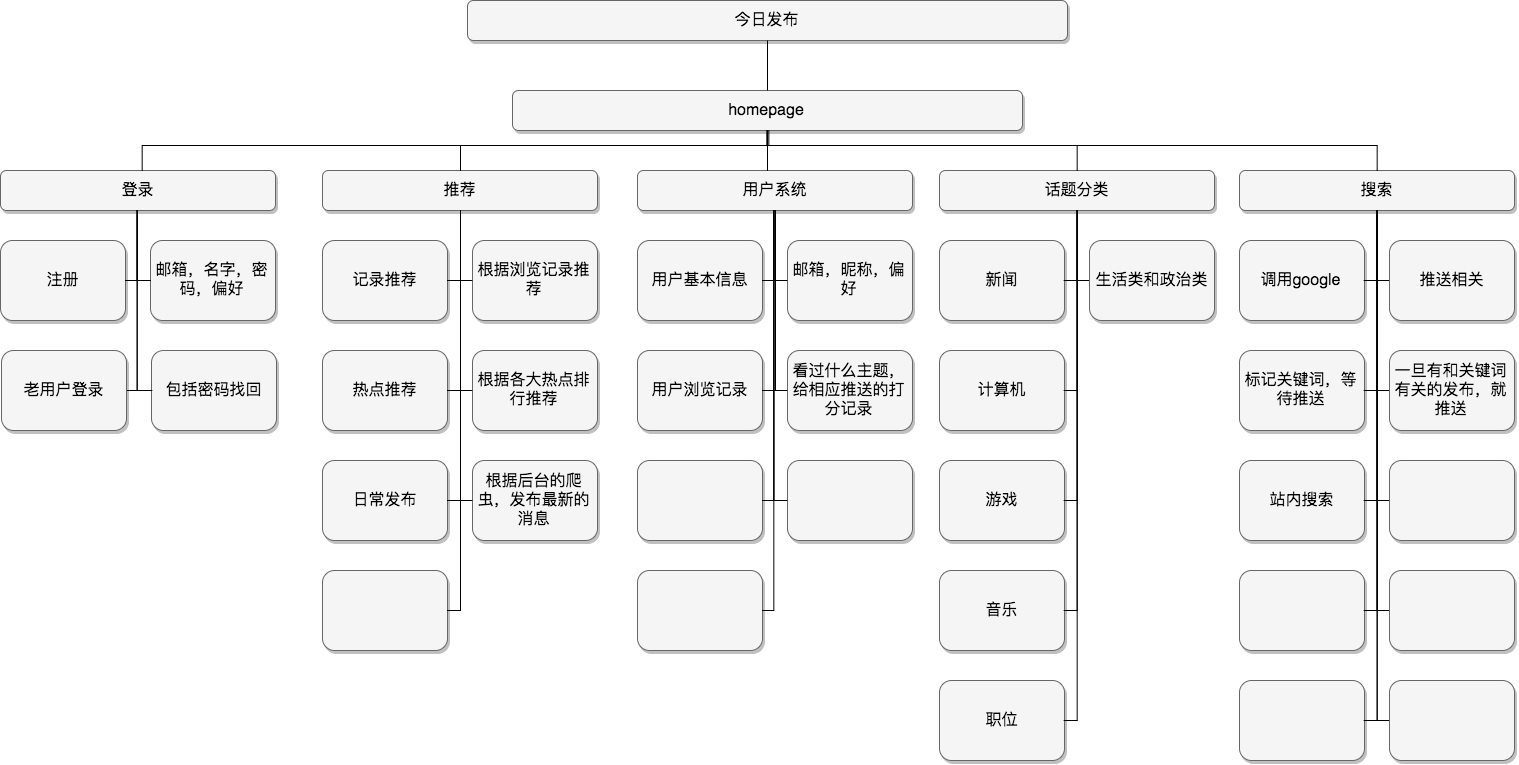 今日发布
homepage
登录
推荐
用户系统
话题分类
搜索
注册
邮箱，名字，密
码，偏好
记录推荐
根据浏览记录推
荐
用户基本信息
邮箱，昵称，偏
好
新闻
生活类和政治类
调用google
推送相关
老用户登录
包括密码找回
热点推荐
根据各大热点排
行推荐
用户浏览记录
看过什么主题，
给相应推送的打
分记录
计算机
标记关键词，等
待推送
一旦有和关键词
有关的发布，就
推送
日常发布
根据后台的爬
虫，发布最新的
消息
游戏
站内搜索
音乐
职位